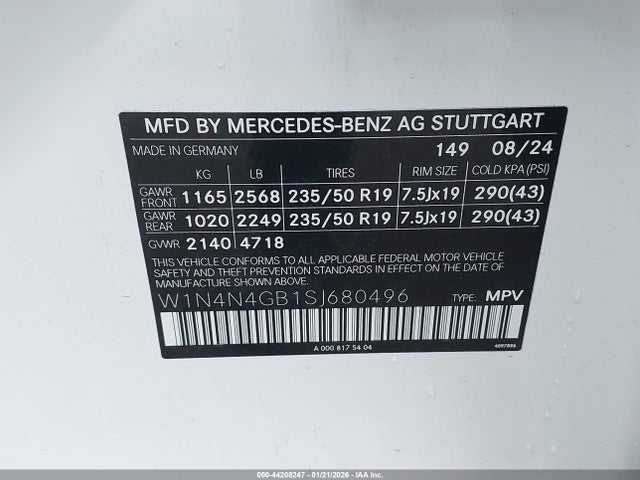 MFD BY MERCEDES-BENZ AG STUTTGART
MADE IN GERMANY 149 08/24
KG LB TIRES RIM SIZE COLD KPA (PSI)
GAWR FRONT 1165 2568 235/50 R19 7.5Jx19 290(43)
GAWR REAR 1020 2249 235/50 R19 7.5Jx19 290(43)
GVWR 2140 4718
THIS VEHICLE CONFORMS TO ALL APPLICABLE FEDERAL MOTOR VEHICLE
SAFETY AND THEFT PREVENTION STANDARDS IN EFFECT ON THE DATE OF
MANUFACTURE SHOWN ABOVE.
W1N4N4GB1SJ680496 TYPE: MPV
A 000 817 54 04 4097896
000-44208247 - 01/21/2026 - COPYRIGHT IAA, LLC